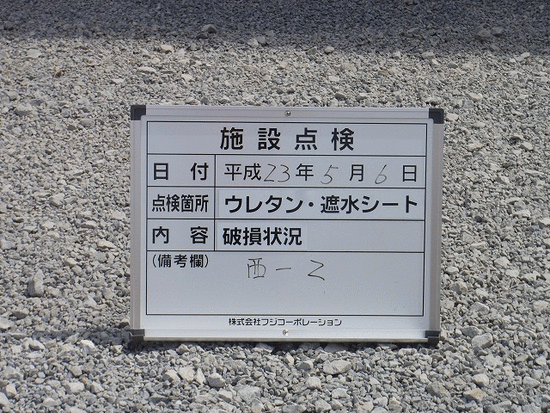 施設点検
日付 平成23年5月6日
点検箇所 ウレタン・遮水シート
内容 破損状況
(備考欄)
西-2
株式会社フジコーポレーション